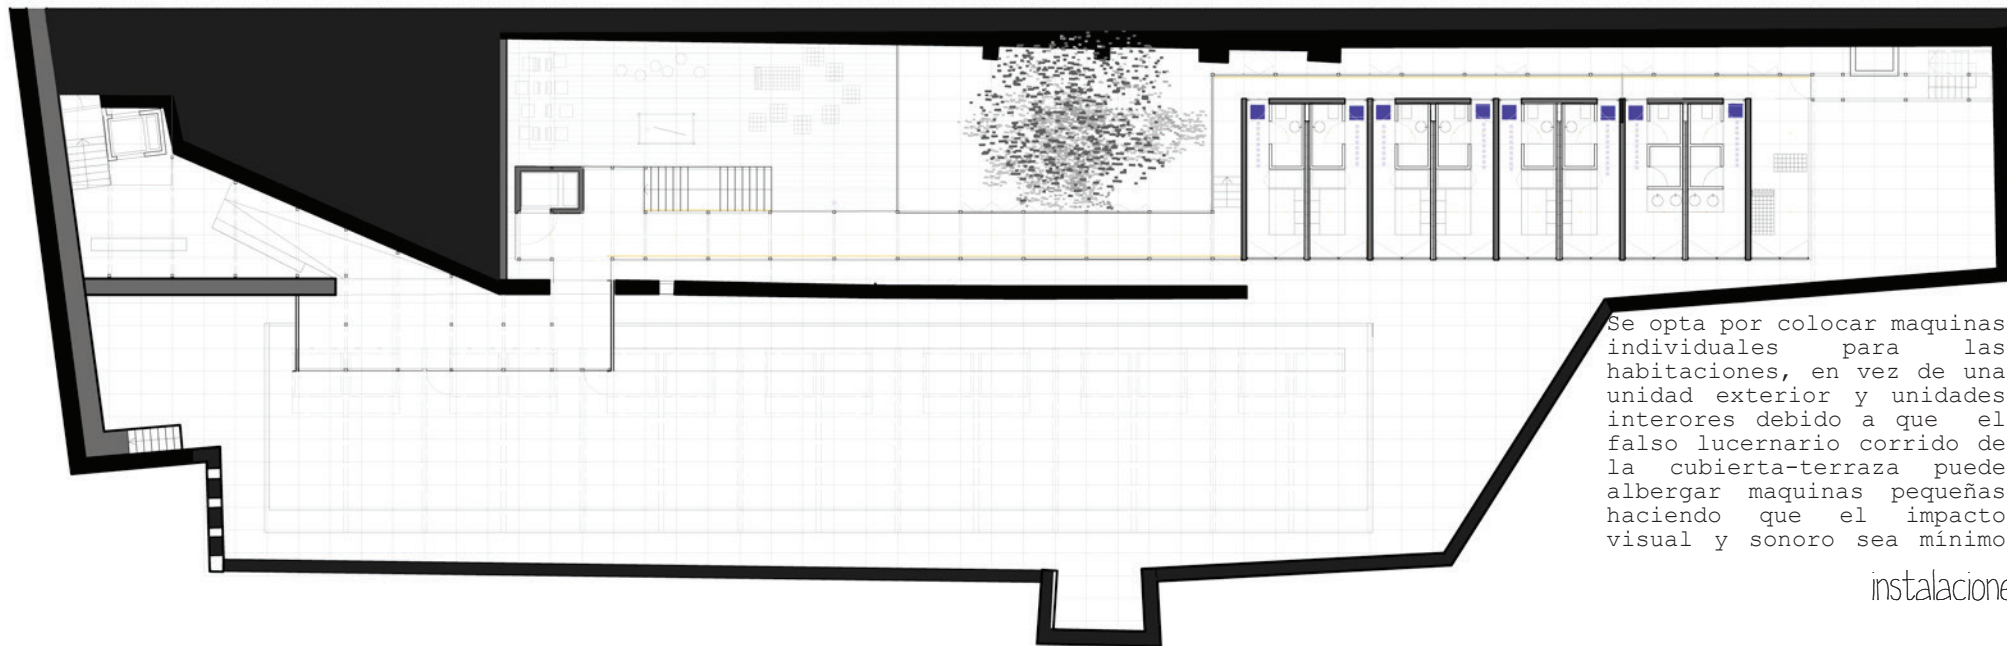 Se opta por colocar maquinas
individuales para las
habitaciones, en vez de una
unidad exterior y unidades
interores debido a que el
falso lucernario corrido de
la cubierta-terraza puede
albergar maquinas pequeñas
haciendo que el impacto
visual y sonoro sea mínimo
instalacione